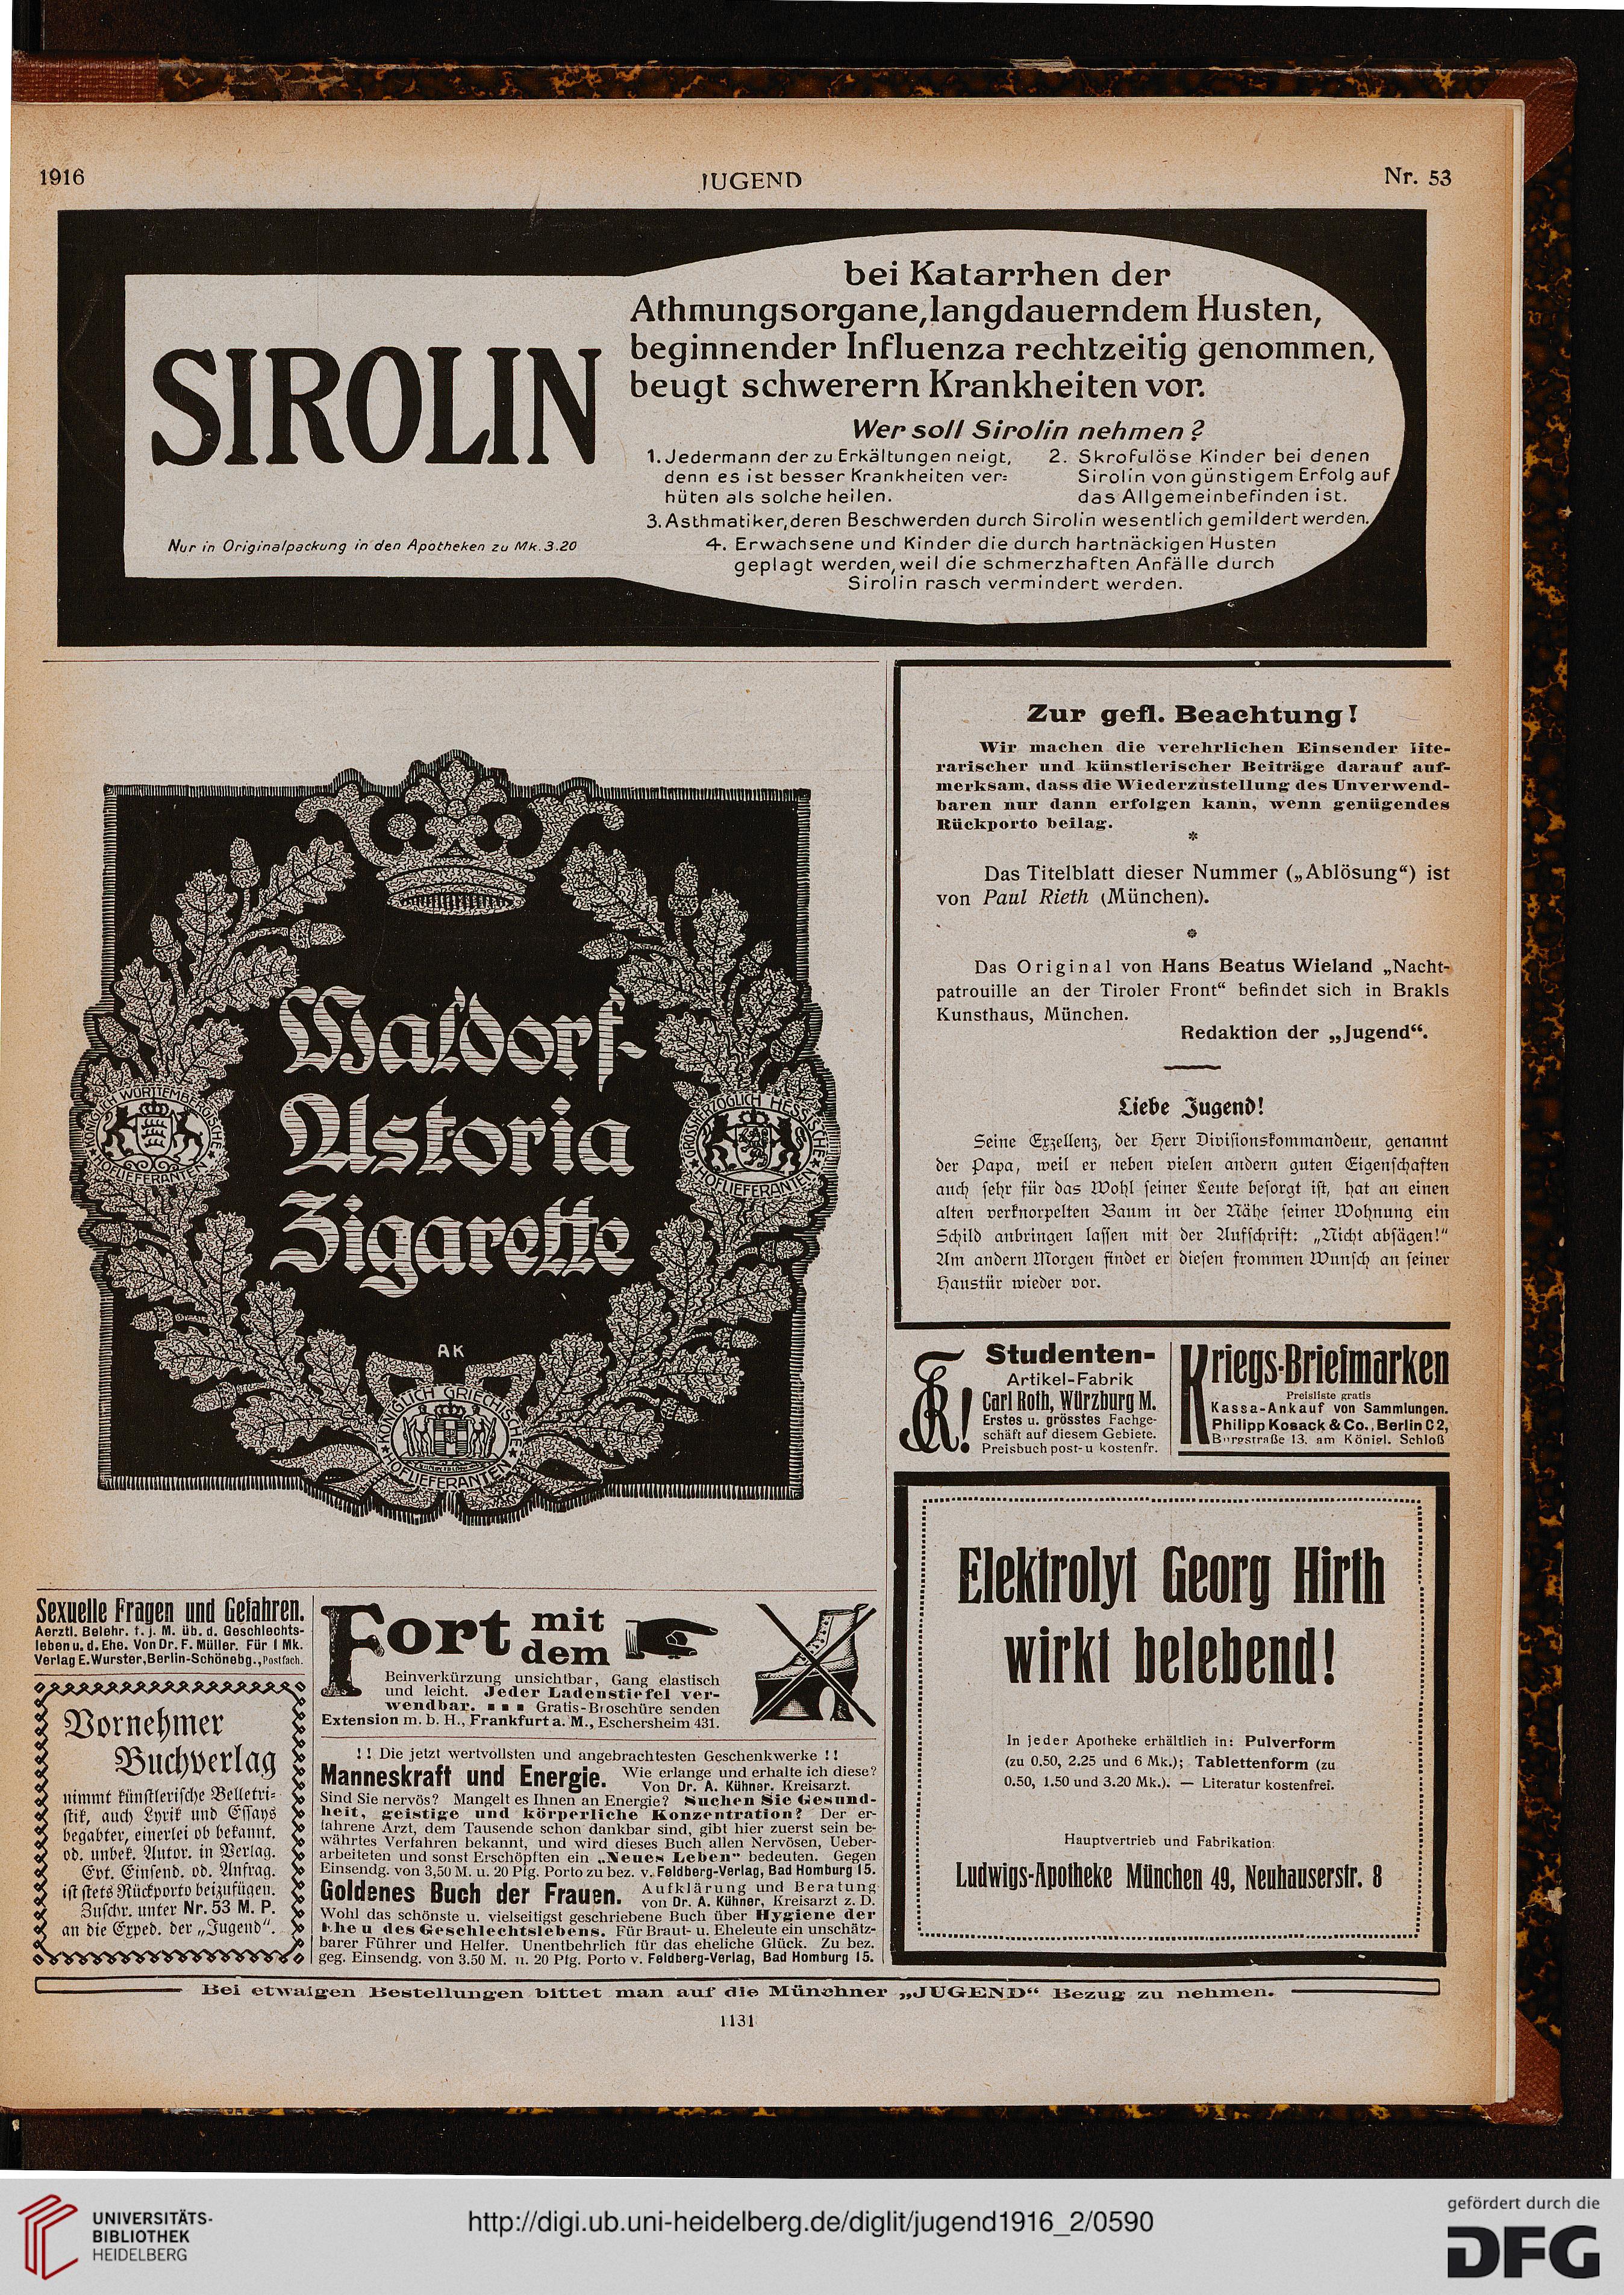 1916
JUGEND
Nr. 53
SIROLIN
Nur in Originalpackung in den Apotheken zu Mk. 3.20
bei Katarrhen der
Athmungsorgane, langdauerndem Husten,
beginnender Influenza rechtzeitig genommen,
beugt schwerern Krankheiten vor.
Wer soll Sirolin nehmen?
1. Jedermann der zu Erkältungen neigt,
denn es ist besser Krankheiten ver=
hüten als solche heilen.
2. Skrofulöse Kinder bei denen
Sirolin von günstigem Erfolg auf
das Allgemeinbefinden ist.
3. Asthmatiker, deren Beschwerden durch Sirolin wesentlich gemildert werden.
4. Erwachsene und Kinder die durch hartnäckigen Husten
geplagt werden, weil die schmerzhaften Anfälle durch
Sirolin rasch vermindert werden.
Waldorf-
Astoria
Zigarette
KÖNIGLICH WÜRTTEMBERGISCHE
HOFLIEFERANTEN
GROSSHERZOGLICH HESSISCHE
HOFLIEFERANTEN
AK
KÖNIGLICH GRIECHISCHE
HOFLIEFERANTEN
Zur gefl. Beachtung!
Wir machen die verehrlichen Einsender lite-
rarischer und künstlerischer Beiträge darauf auf-
merksam, dass die Wiederzustellung des Unverwend-
baren nur dann erfolgen kann, wenn genügendes
Rückporto beilag.
*
Das Titelblatt dieser Nummer („Ablösung“) ist
von Paul Rieth (München).
*
Das Original von Hans Beatus Wieland „Nacht-
patrouille an der Tiroler Front“ befindet sich in Brakls
Kunsthaus, München.
Redaktion der „Jugend“.
Liebe Jugend!
Seine Exzellenz, der Herr Divisionskommandeur, genannt
der Papa, weil er neben vielen andern guten Eigenschaften
auch sehr für das Wohl seiner Leute besorgt ist, hat an einen
alten verknorpelten Baum in der Nähe seiner Wohnung ein
Schild anbringen lassen mit der Aufschrift: „Nicht absägen!“
Am andern Morgen findet er diesen frommen Wunsch an seiner
Haustür wieder vor.
Studenten-
Artikel-Fabrik
Carl Roth, Würzburg M.
Erstes u. grösstes Fachge-
schäft auf diesem Gebiete.
Preisbuch post- u kostenfr.
Kriegs-Briefmarken
Preisliste gratis
Kassa-Ankauf von Sammlungen.
Philipp Kosack & Co., Berlin C 2,
Burgstraße 13, am Königl. Schloß
Elektrolyt Georg Hirth
wirkt belebend!
In jeder Apotheke erhältlich in: Pulverform
(zu 0.50, 2.25 und 6 Mk.); Tablettenform (zu
0.50, 1.50 und 3.20 Mk.). — Literatur kostenfrei.
Hauptvertrieb und Fabrikation:
Ludwigs-Apotheke München 49, Neuhauserstr. 8
Sexuelle Fragen und Gefahren.
Aerztl. Belehr. f. j. M. üb. d. Geschlechts-
leben u. d. Ehe. Von Dr. F. Müller. Für 1 Mk.
Verlag E. Wurster, Berlin-Schönebg., Postfach.
Vornehmer
Buchverlag
nimmt künstlerische Belletri=
stik, auch Lyrik und Essays
begabter, einerlei ob bekannt.
od. unbek. Autor. in Verlag.
Evt. Einsend. od. Anfrag.
ist stets Rückporto beizufügen.
Zuschr. unter Nr. 53 M. P.
an die Exped. der „Jugend“.
Fort mit
dem
Beinverkürzung unsichtbar, Gang elastisch
und leicht. Jeder Ladenstiefel ver-
wendbar. Gratis-Broschüre senden
Extension m. b. H., Frankfurt a. M., Eschersheim 431.
!! Die jetzt wertvollsten und angebrachtesten Geschenkwerke !!
Manneskraft und Energie. Wie erlange und erhalte ich diese?
Von Dr. A. Kühner, Kreisarzt.
Sind Sie nervös? Mangelt es Ihnen an Energie? Suchen Sie Gesund-
heit, geistige und körperliche Konzentration? Der er-
fahrene Arzt, dem Tausende schon dankbar sind, gibt hier zuerst sein be-
währtes Verfahren bekannt, und wird dieses Buch allen Nervösen, Ueber-
arbeiteten und sonst Erschöpften ein „Neues Leben“ bedeuten. Gegen
Einsendg. von 3,50 M. u. 20 Pfg. Porto zu bez. v. Feldberg-Verlag, Bad Homburg 15.
Goldenes Buch der Frauen. Aufklärung und Beratung
von Dr. A. Kühner, Kreisarzt z. D.
Wohl das schönste u. vielseitigst geschriebene Buch über Hygiene der
Ehe u des Geschlechtslebens. Für Braut- u. Eheleute ein unschätz-
barer Führer und Helfer. Unentbehrlich für das eheliche Glück. Zu bez.
geg. Einsendg. von 3.50 M. u. 20 Pfg. Porto v. Feldberg-Verlag, Bad Homburg 15.
Bei etwaigen Bestellungen bittet man auf die Münchner „JUGEND“ Bezug zu nehmen.
1131
UNIVERSITÄTS-
BIBLIOTHEK
HEIDELBERG
http://digi.ub.uni-heidelberg.de/diglit/jugend1916_2/0590
gefördert durch die
DFG